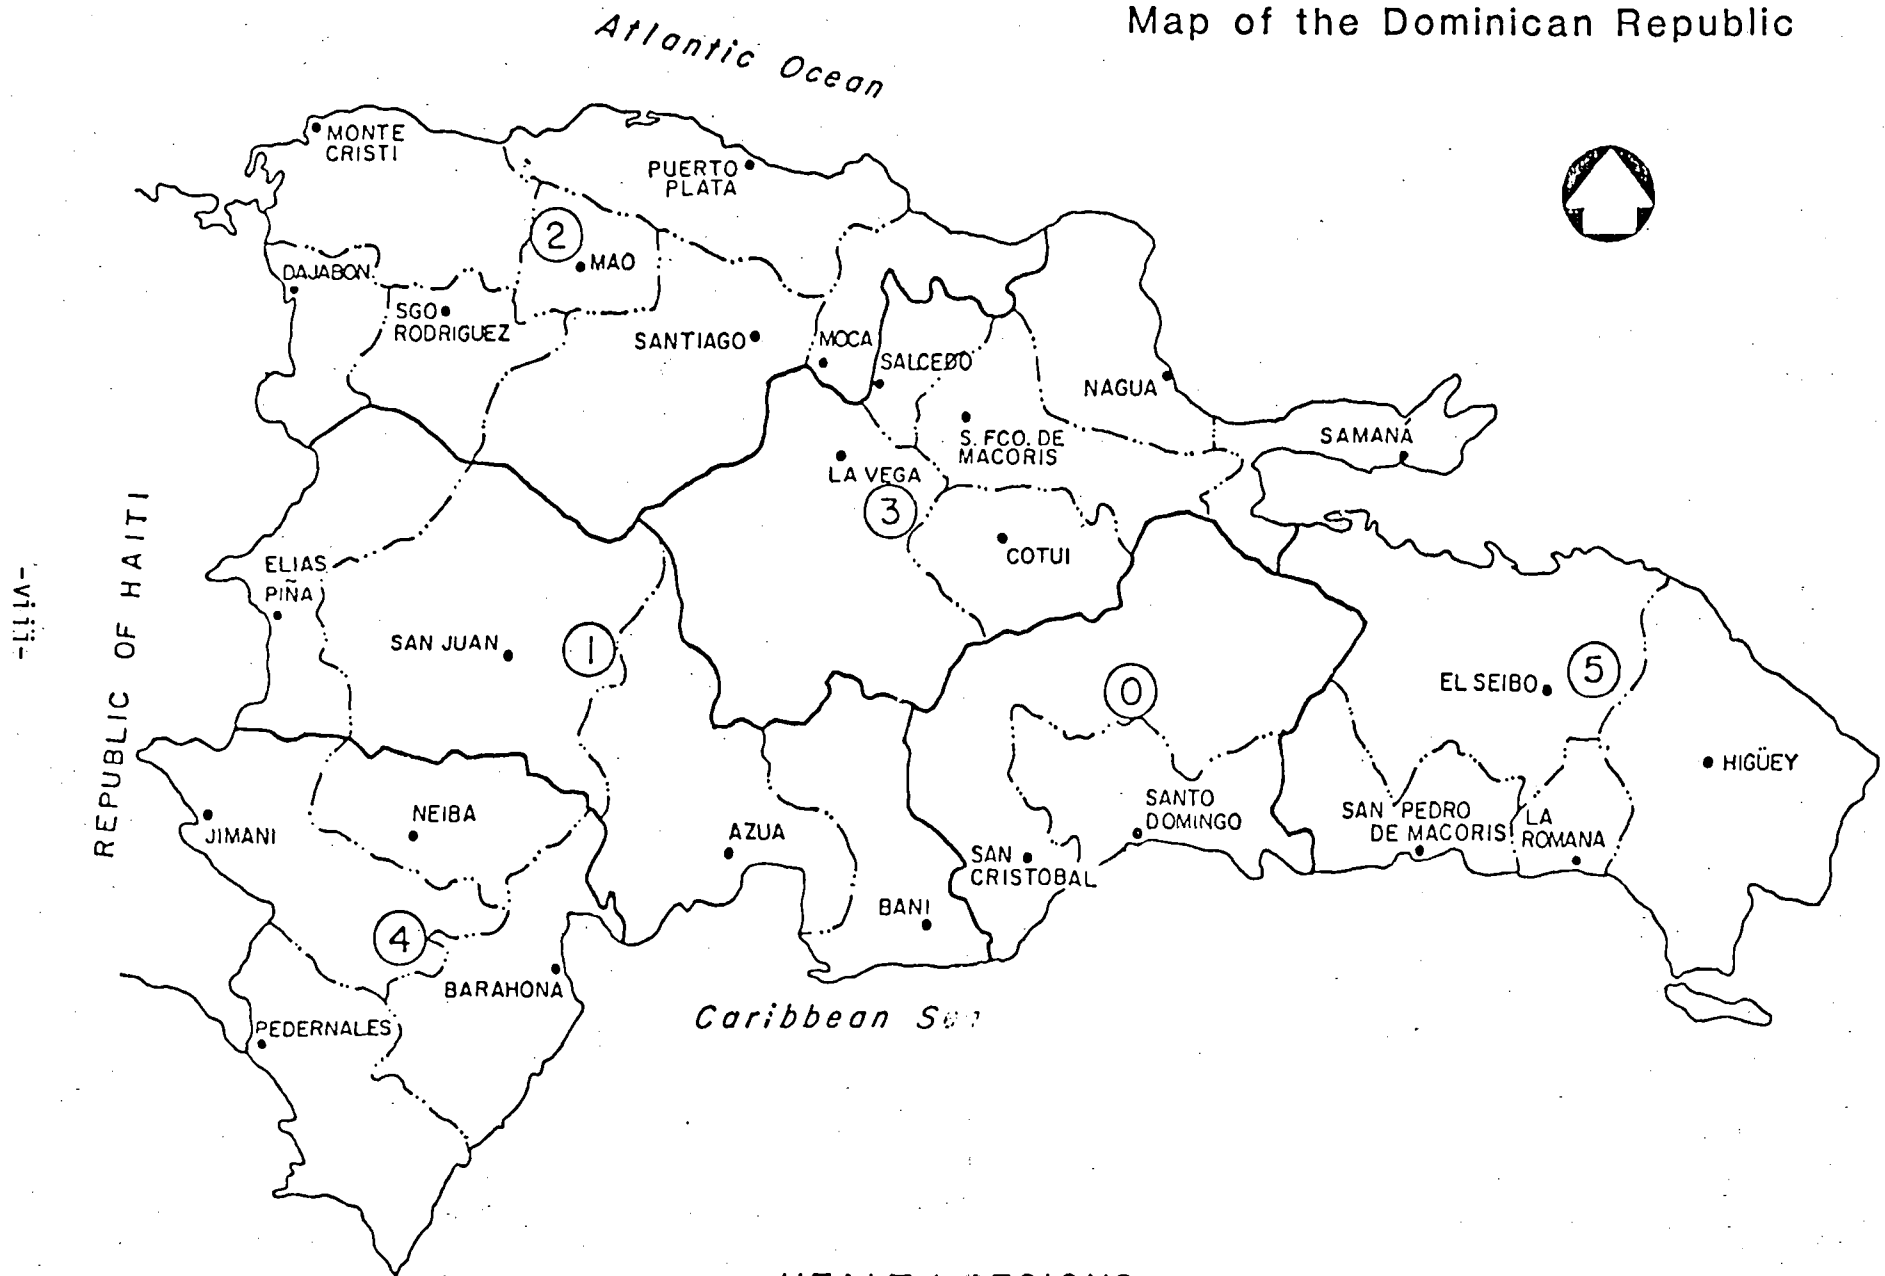 Map of the Dominican Republic
Atlantic Ocean
MONTE
CRISTI
PUERTO
PLATA
2
MAO
DAJABON
SGO
RODRIGUEZ
SANTIAGO
MOCA
SALCEDO
NAGUA
S. FCO. DE
MACORIS
SAMANA
LA VEGA
3
COTUI
REPUBLIC OF HAITI
-viii-
ELIAS
PIÑA
SAN JUAN
1
0
EL SEIBO
5
HIGÜEY
JIMANI
NEIBA
AZUA
SANTO
DOMINGO
SAN PEDRO
DE MACORIS
LA
ROMANA
SAN
CRISTOBAL
BANI
4
BARAHONA
PEDERNALES
Caribbean